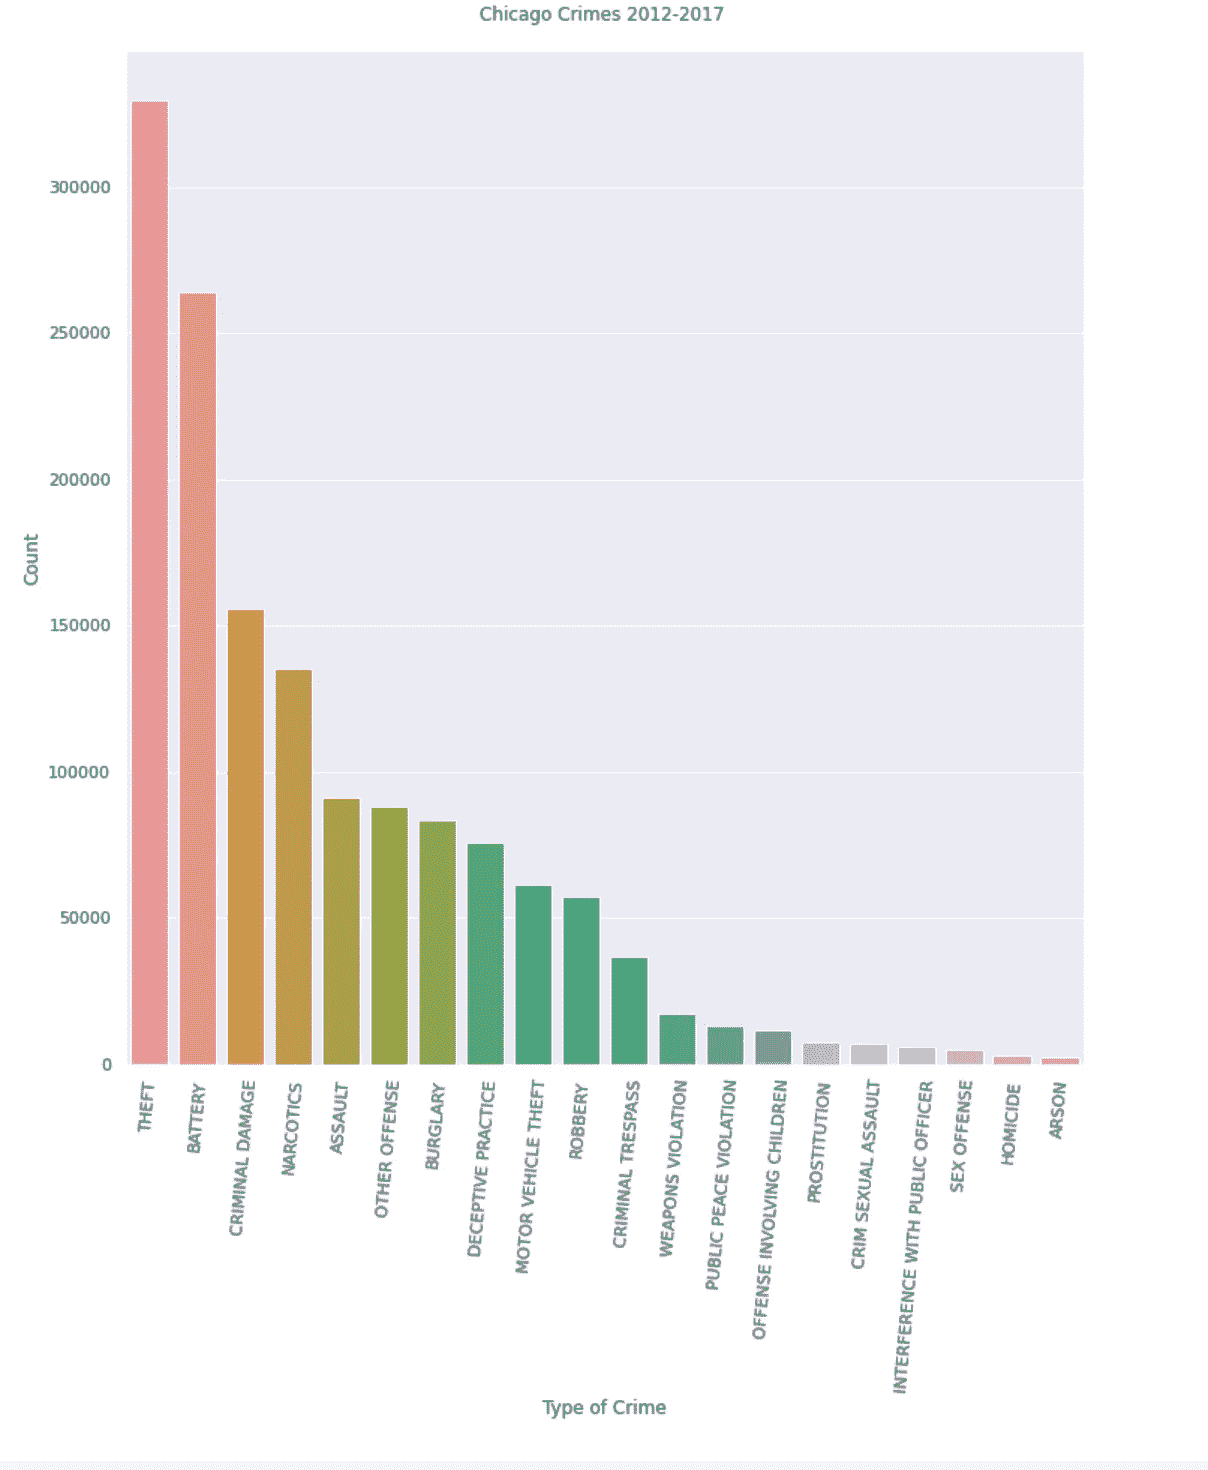 Chicago Crimes 2012-2017
300000
250000
200000
150000
100000
50000
0
Count
THEFT
BATTERY
CRIMINAL DAMAGE
NARCOTICS
ASSAULT
OTHER OFFENSE
BURGLARY
DECEPTIVE PRACTICE
MOTOR VEHICLE THEFT
ROBBERY
CRIMINAL TRESPASS
WEAPONS VIOLATION
PUBLIC PEACE VIOLATION
OFFENSE INVOLVING CHILDREN
PROSTITUTION
CRIM SEXUAL ASSAULT
INTERFERENCE WITH PUBLIC OFFICER
SEX OFFENSE
HOMICIDE
ARSON
Type of Crime